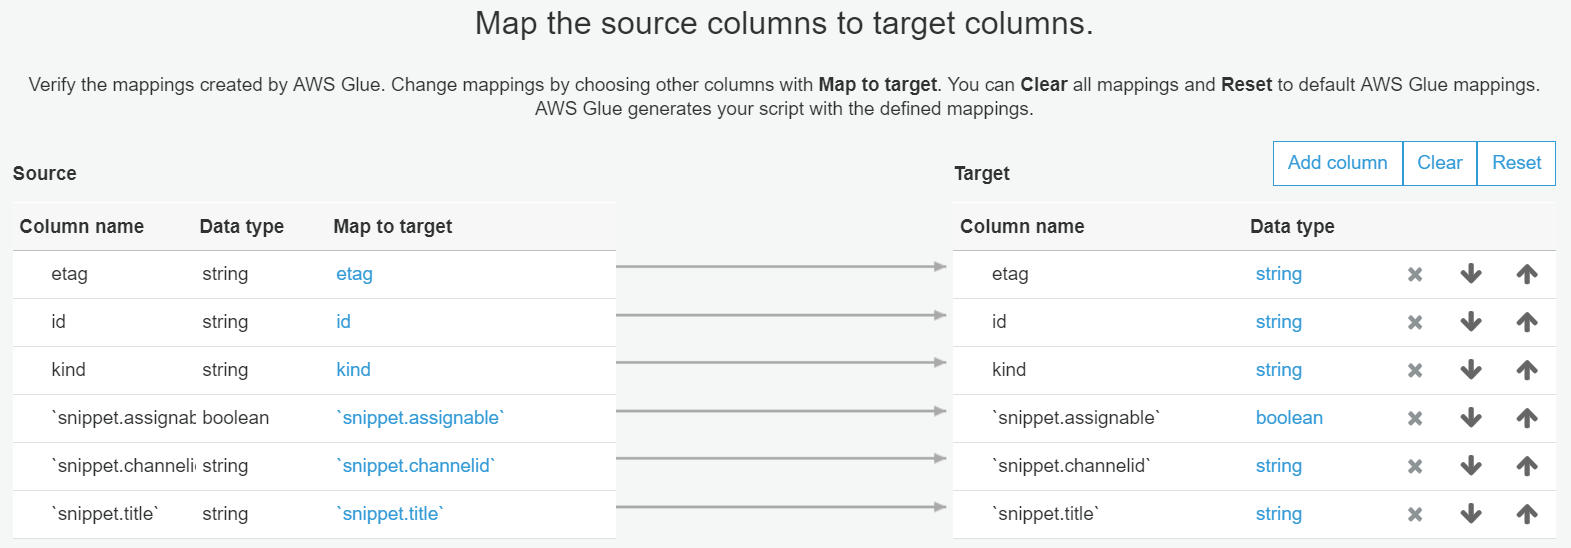 Map the source columns to target columns.
Verify the mappings created by AWS Glue. Change mappings by choosing other columns with Map to target. You can Clear all mappings and Reset to default AWS Glue mappings.
AWS Glue generates your script with the defined mappings.
Source
Target
Add column Clear Reset
Column name Data type Map to target Column name Data type
etag string etag etag string
id string id id string
kind string kind kind string
`snippet.assignab boolean `snippet.assignable` `snippet.assignable` boolean
`snippet.channeli string `snippet.channelid` `snippet.channelid` string
`snippet.title` string `snippet.title` `snippet.title` string